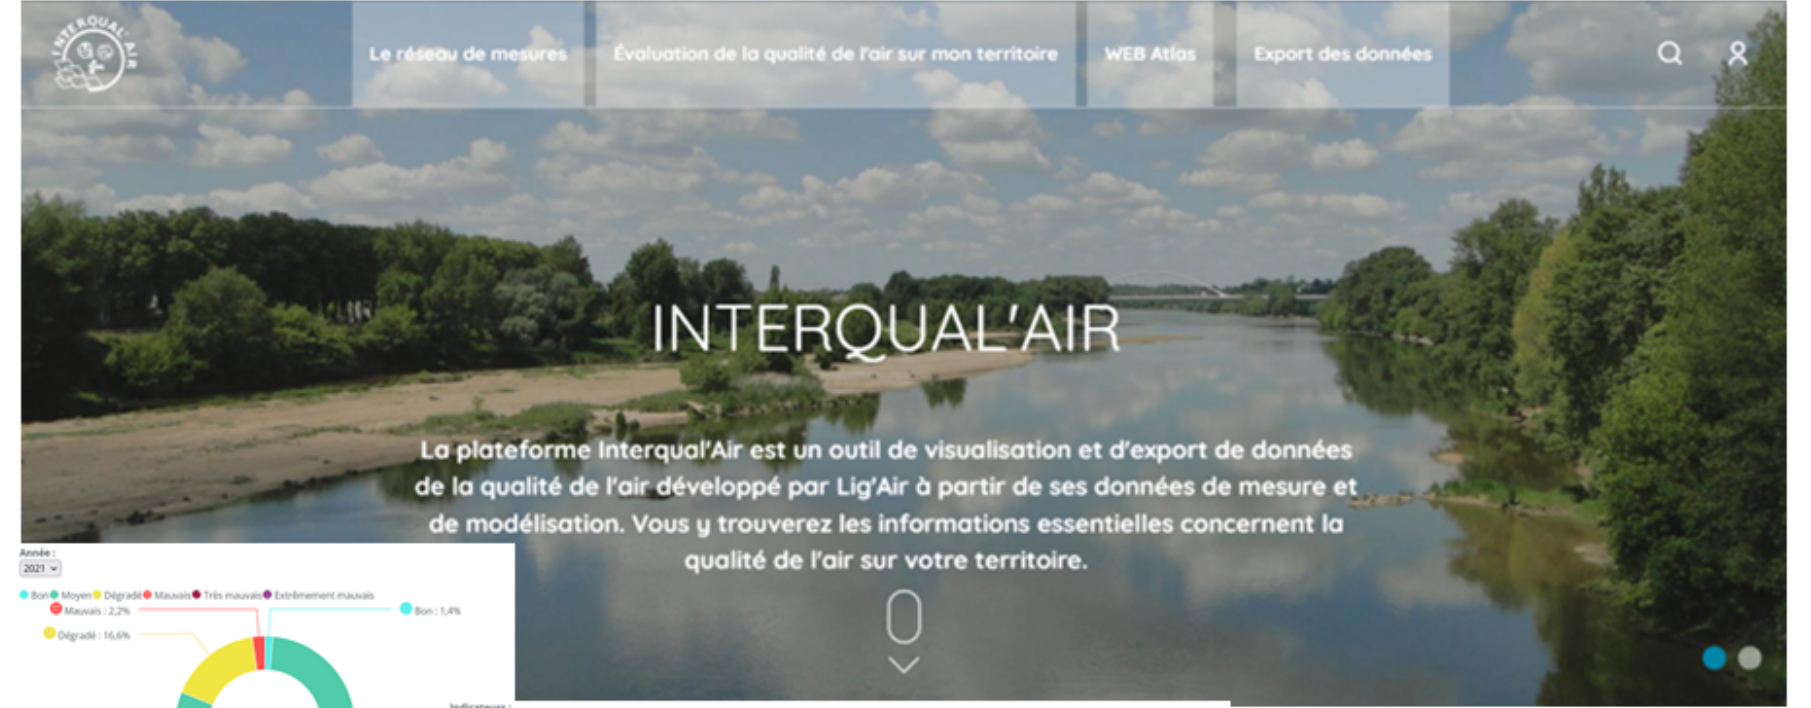 INTERQUAL'AIR
Le réseau de mesures
Évaluation de la qualité de l'air sur mon territoire
WEB Atlas
Export des données
INTERQUAL'AIR
La plateforme Interqual'Air est un outil de visualisation et d'export de données
de la qualité de l'air développé par Lig'Air à partir de ses données de mesure et
de modélisation. Vous y trouverez les informations essentielles concernent la
qualité de l'air sur votre territoire.
Année :
2021
Bon Moyen Dégradé Mauvais Très mauvais Extrêmement mauvais
Mauvais : 2,2%
Bon : 1,4%
Dégradé : 16,6%
Indicateurs :